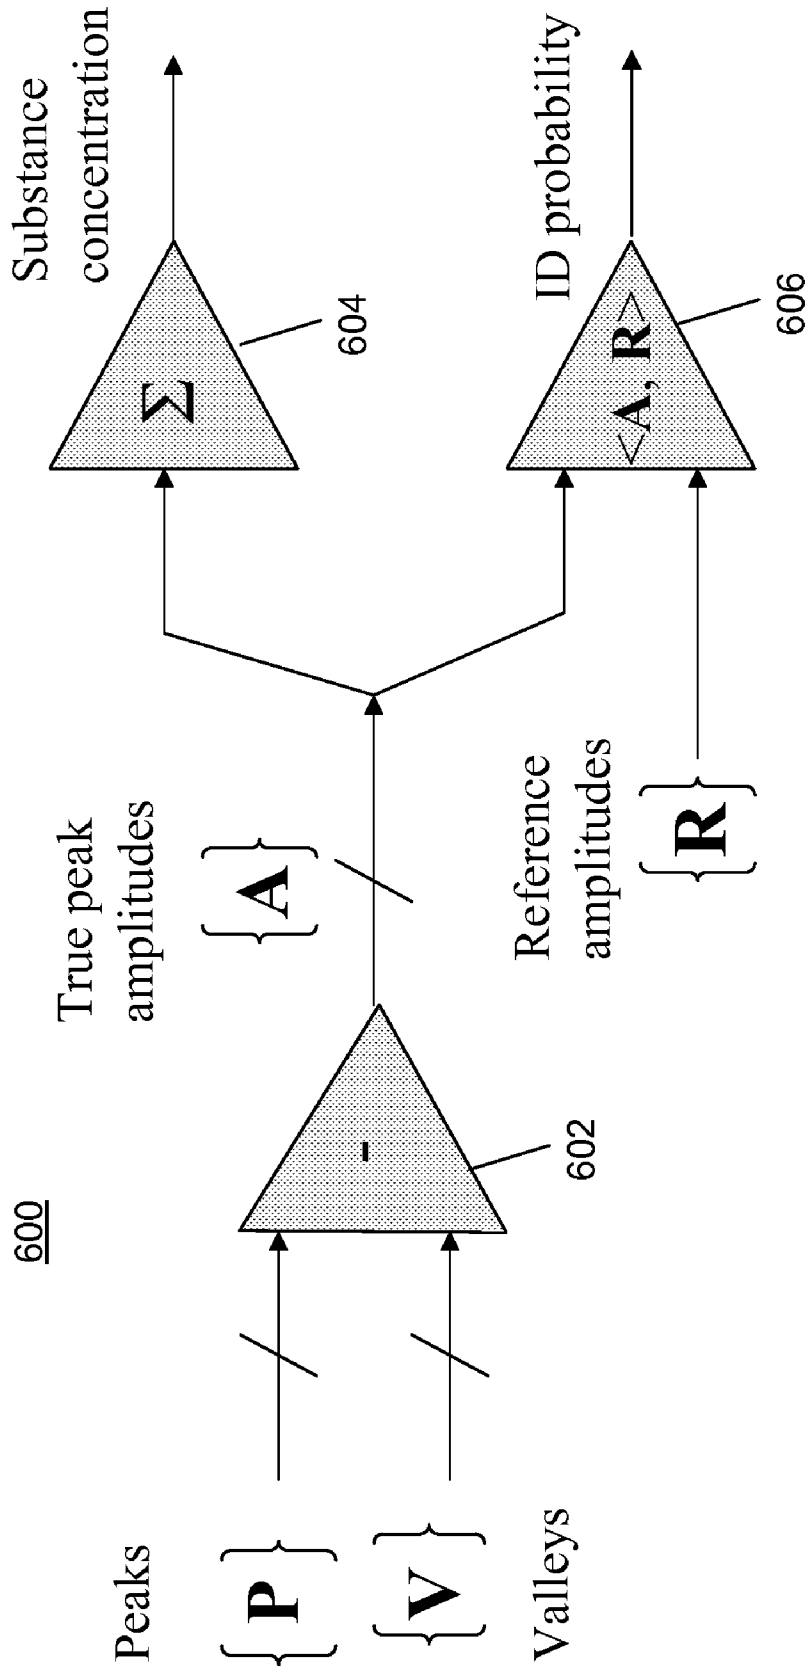 600
Peaks
{P}
{V}
Valleys
-
602
True peak
amplitudes
{A}
Reference
amplitudes
{R}
Σ
604
Substance
concentration
<A, R>
606
ID probability